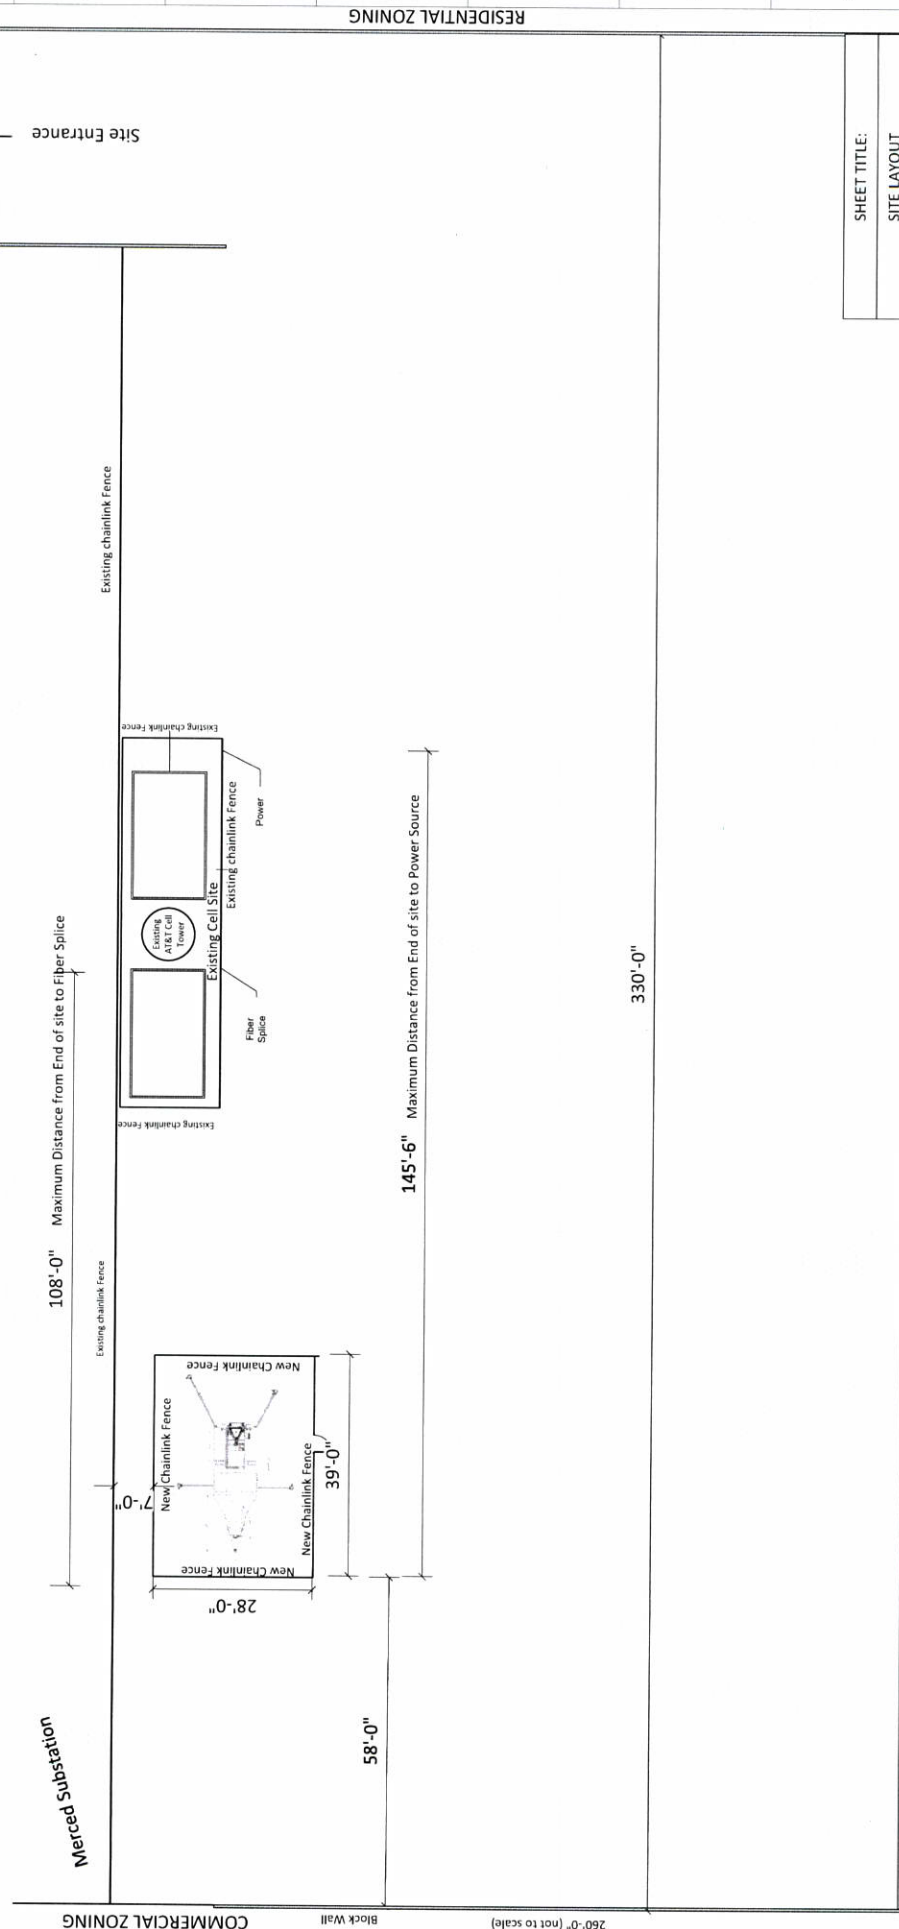 RESIDENTIAL ZONING
Site Entrance
SHEET TITLE:
SITE LAYOUT
Existing chainlink Fence
Existing chainlink Fence
Power
Existing chainlink Fence
Existing Cell Site
Existing
AT&T Cell
Tower
Fiber
Splice
Existing chainlink Fence
108'-0" Maximum Distance from End of site to Fiber Splice
145'-6" Maximum Distance from End of site to Power Source
330'-0"
Existing chainlink Fence
New Chainlink Fence
New Chainlink Fence
New Chainlink Fence
New Chainlink Fence
39'-0"
7'-0"
28'-0"
58'-0"
Merced Substation
COMMERCIAL ZONING
Block Wall
260'-0" (not to scale)